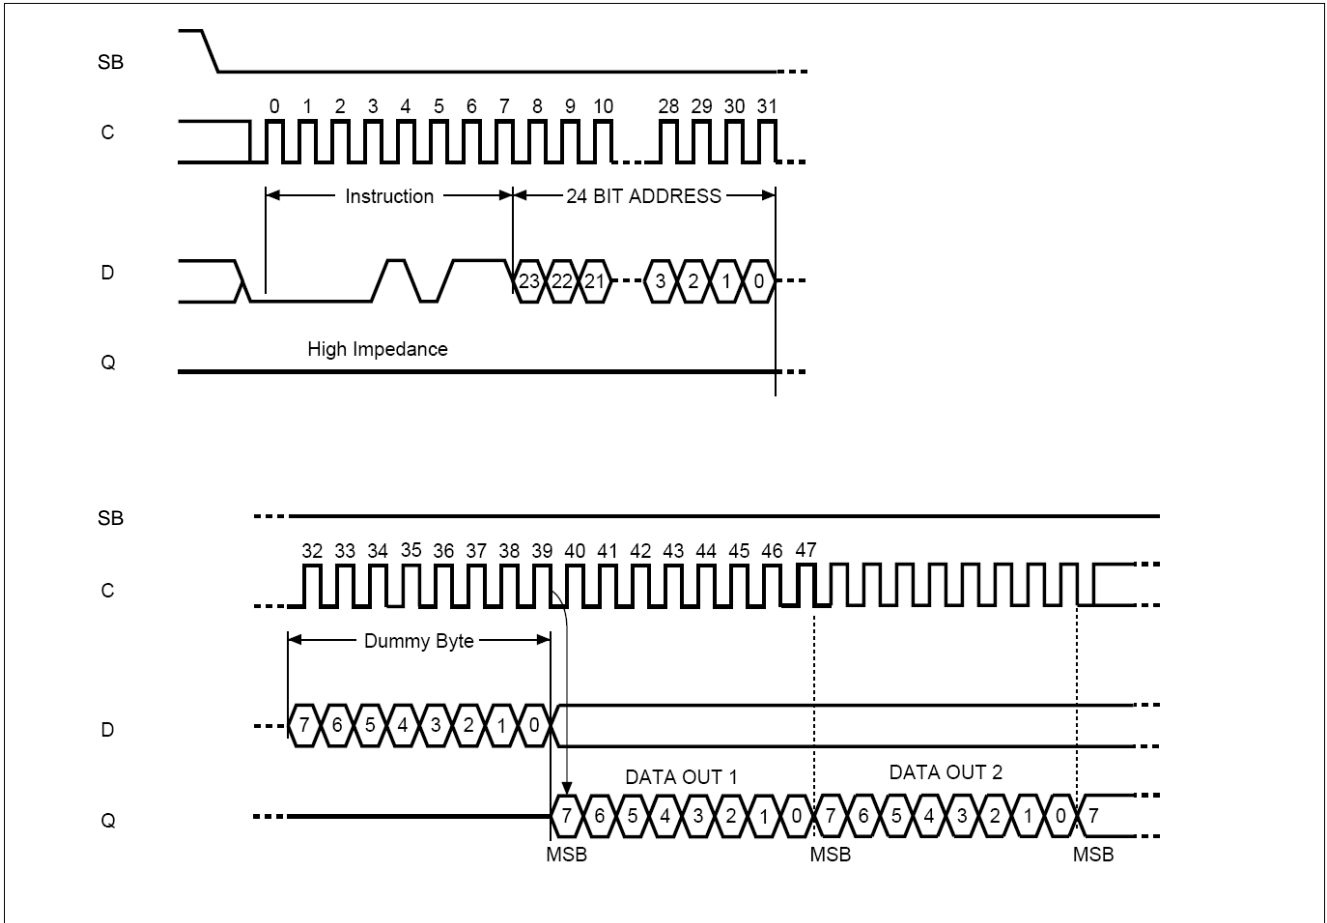 SB
0 1 2 3 4 5 6 7 8 9 10 28 29 30 31
C
Instruction 24 BIT ADDRESS
D
23 22 21 3 2 1 0
High Impedance
Q
SB
32 33 34 35 36 37 38 39 40 41 42 43 44 45 46 47
C
Dummy Byte
D
7 6 5 4 3 2 1 0
DATA OUT 1 DATA OUT 2
Q
7 6 5 4 3 2 1 0 7 6 5 4 3 2 1 0 7
MSB MSB MSB